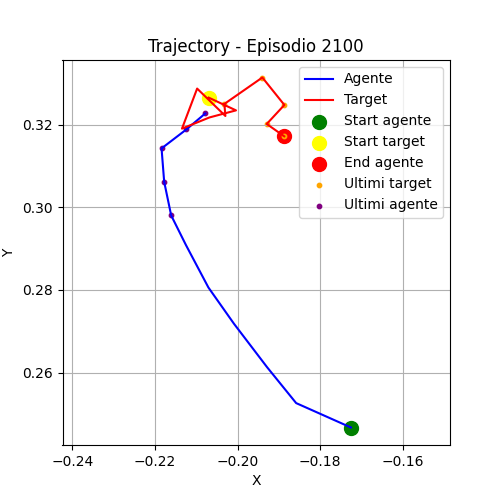 Trajectory - Episodio 2100
Agente
Target
Start agente
Start target
End agente
Ultimi target
Ultimi agente
0.32
0.30
0.28
0.26
Y
−0.24
−0.22
−0.20
−0.18
−0.16
X